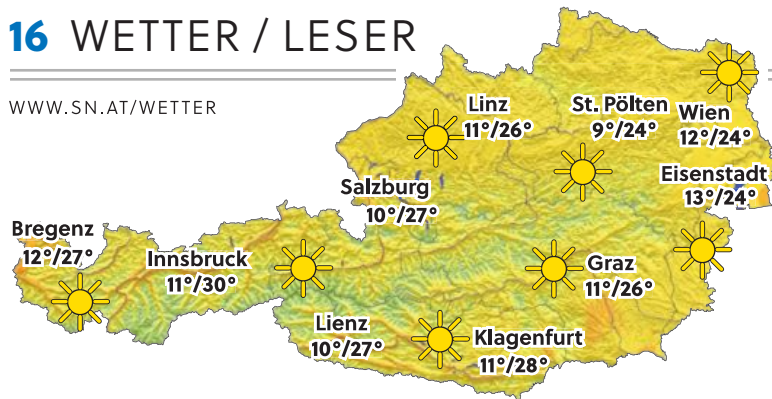 16 WETTER / LESER
WWW.SN.AT/WETTER
Linz
11°/26°
St. Pölten
9°/24°
Wien
12°/24°
Eisenstadt
13°/24°
Salzburg
10°/27°
Bregenz
12°/27°
Innsbruck
11°/30°
Graz
11°/26°
Lienz
10°/27°
Klagenfurt
11°/28°